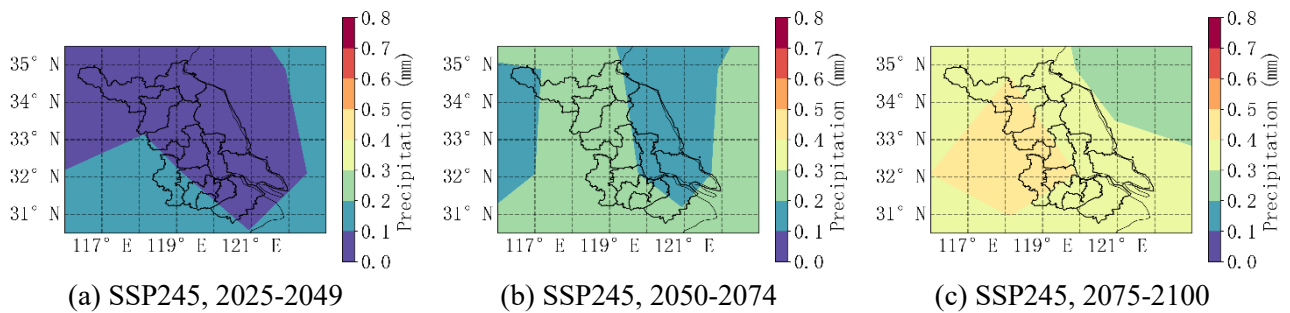 35° N
34° N
33° N
32° N
31° N
117° E 119° E 121° E
0.8
0.7
0.6
0.5
0.4
0.3
0.2
0.1
0.0
Precipitation (mm)
(a) SSP245, 2025-2049
35° N
34° N
33° N
32° N
31° N
117° E 119° E 121° E
0.8
0.7
0.6
0.5
0.4
0.3
0.2
0.1
0.0
Precipitation (mm)
(b) SSP245, 2050-2074
35° N
34° N
33° N
32° N
31° N
117° E 119° E 121° E
0.8
0.7
0.6
0.5
0.4
0.3
0.2
0.1
0.0
Precipitation (mm)
(c) SSP245, 2075-2100